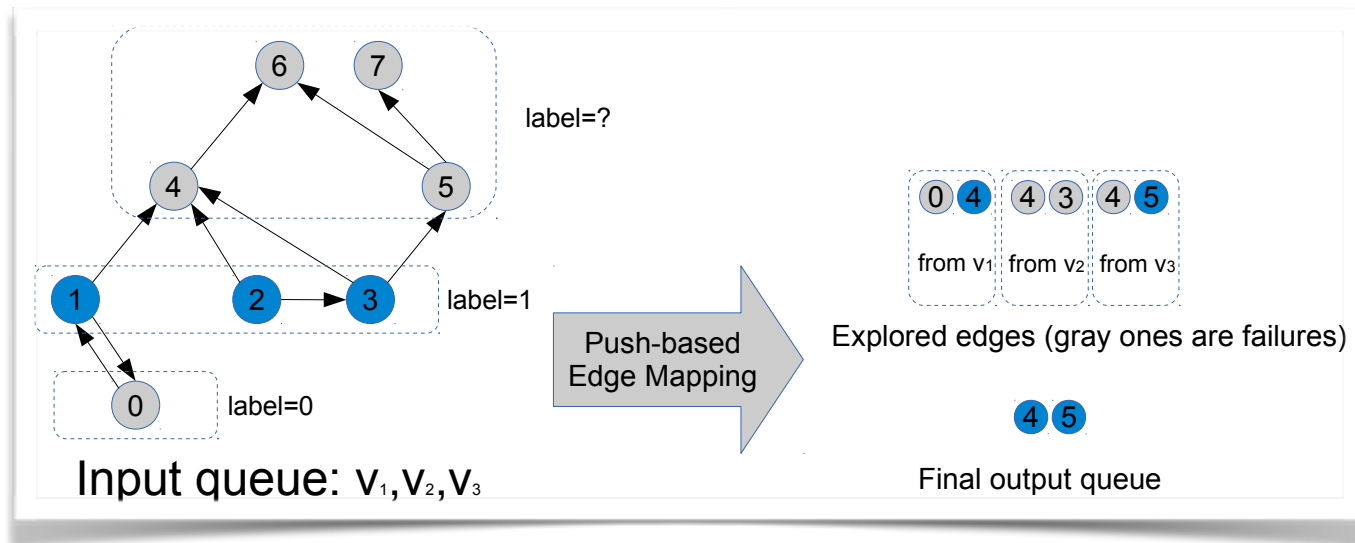 6 7
label=?
4 5
0 4 4 3 4 5
from v₁ from v₂ from v₃
1 2 3 label=1
Push-based
Edge Mapping
Explored edges (gray ones are failures)
0 label=0
4 5
Input queue: v₁,v₂,v₃
Final output queue